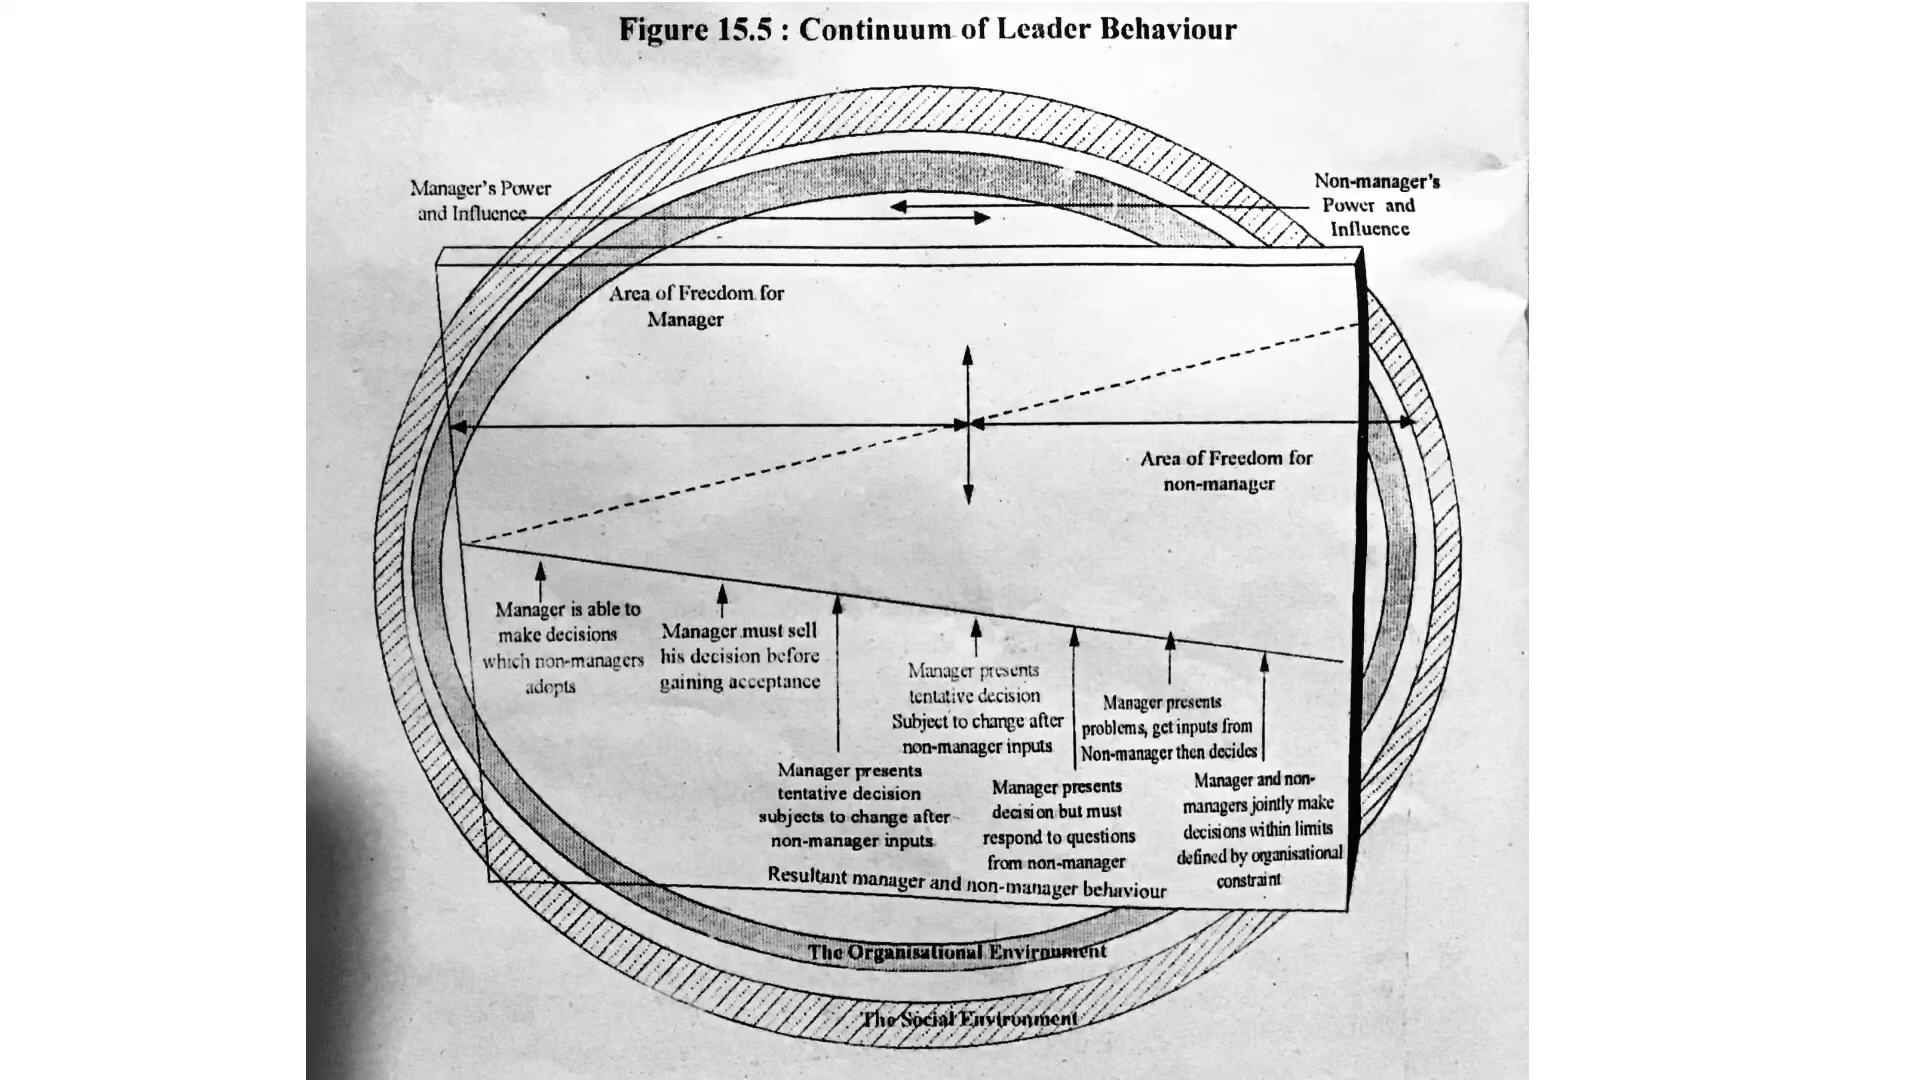 Figure 15.5 : Continuum of Leader Behaviour
Manager's Power
and Influence
Non-manager's
Power and
Influence
Area of Freedom for
Manager
Area of Freedom for
non-manager
Manager is able to
make decisions
which non-managers
adopts
Manager must sell
his decision before
gaining acceptance
Manager presents
tentative decision
subjects to change after
non-manager inputs
Manager presents
tentative decision
Subject to change after
non-manager inputs
Manager presents
decision but must
respond to questions
from non-manager
Manager presents
problems, get inputs from
Non-manager then decides
Manager and non-
managers jointly make
decisions within limits
defined by organisational
constraint
Resultant manager and non-manager behaviour
The Organisational Environment
The Social Environment